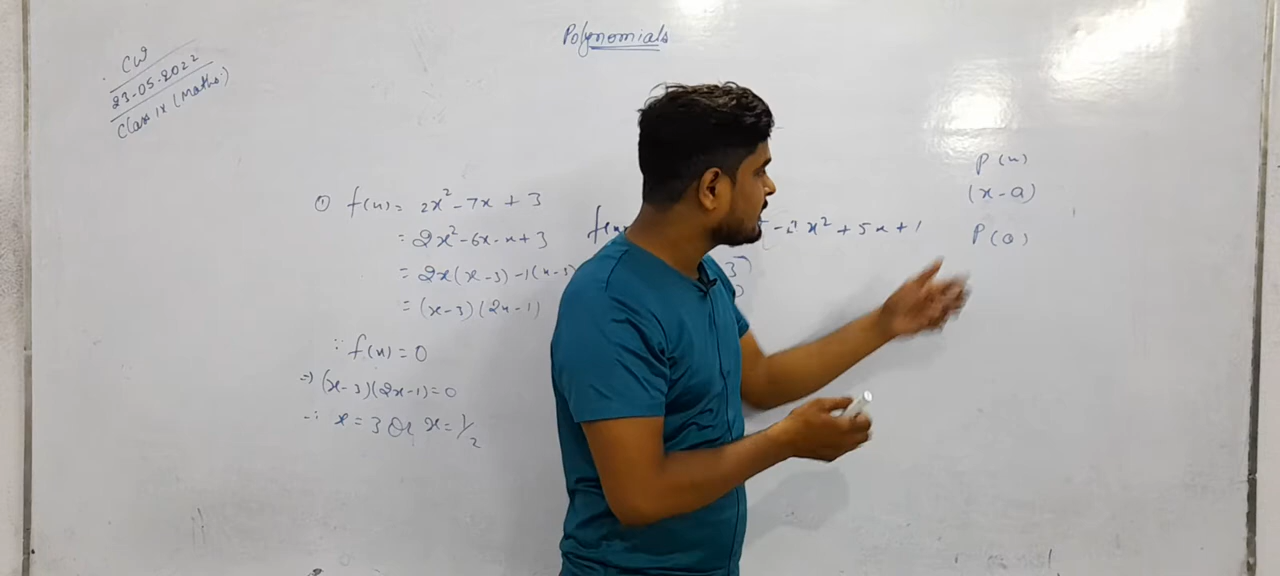 Polynomials
CW
23-05-2022
Class IX (Maths)
① f(x) = 2x² - 7x + 3
= 2x² - 6x - x + 3
= 2x(x-3) - 1(x-3
= (x-3)(2x-1)
∵ f(x) = 0
⇒ (x-3)(2x-1) = 0
∴ x = 3 Or x = 1/2
f(x
x² + 5x + 1
3)
P(x)
(x-a)
P(a)